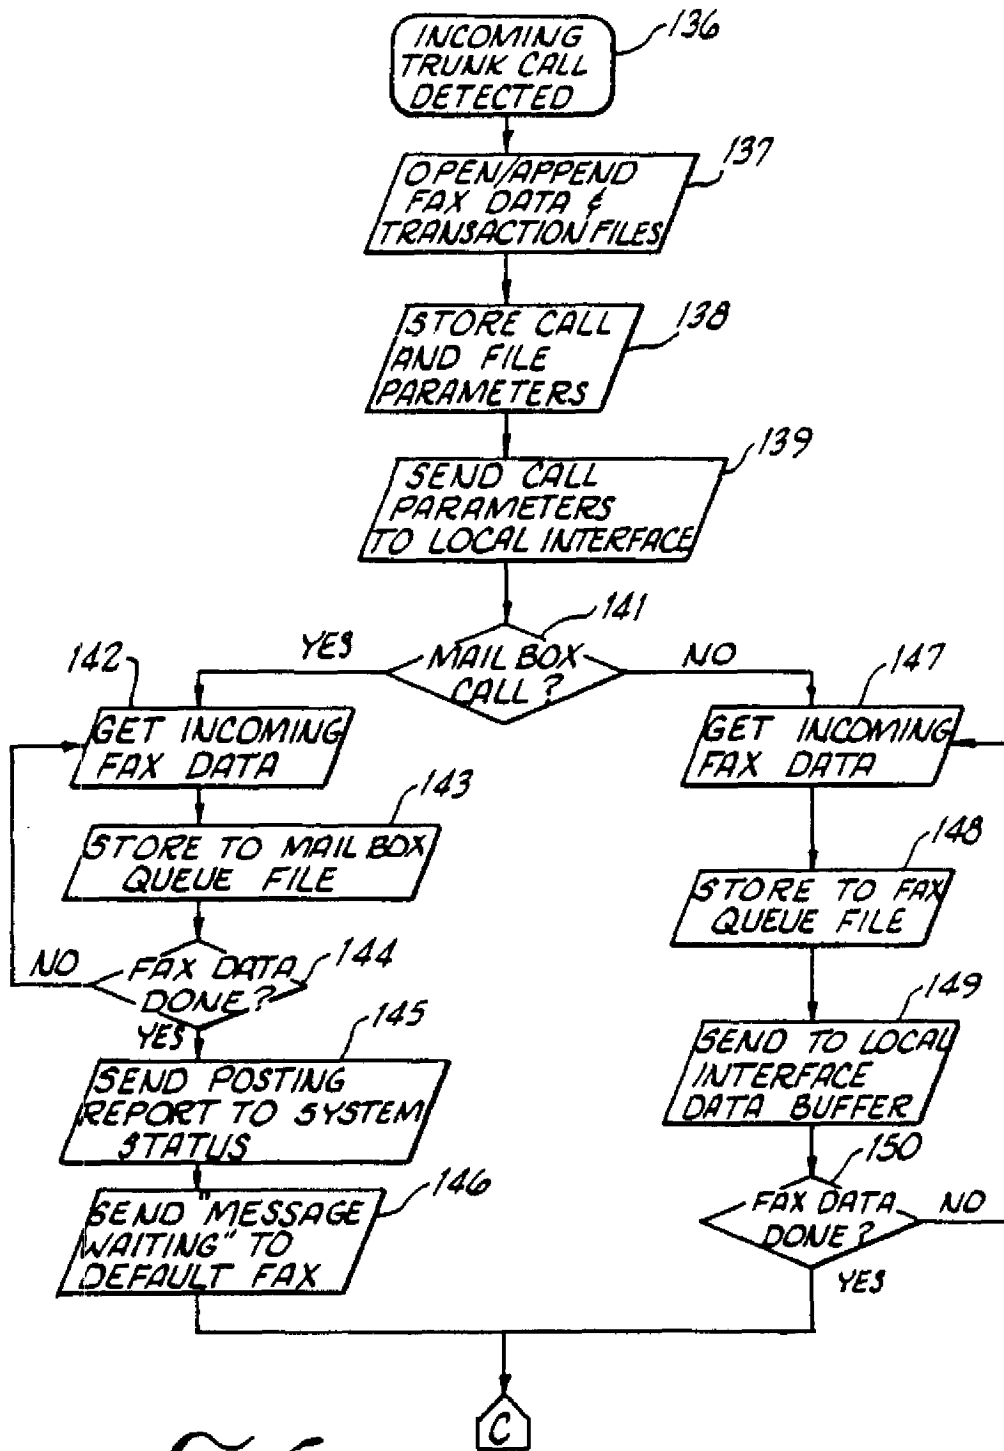 INCOMING
TRUNK CALL
DETECTED
136
OPEN/APPEND
FAX DATA &
TRANSACTION FILES
137
STORE CALL
AND FILE
PARAMETERS
138
SEND CALL
PARAMETERS
TO LOCAL INTERFACE
139
141
MAIL BOX
CALL?
YES
NO
142
GET INCOMING
FAX DATA
143
STORE TO MAIL BOX
QUEUE FILE
144
FAX DATA
DONE?
NO
YES
145
SEND POSTING
REPORT TO SYSTEM
STATUS
146
SEND "MESSAGE
WAITING" TO
DEFAULT FAX
147
GET INCOMING
FAX DATA
148
STORE TO FAX
QUEUE FILE
149
SEND TO LOCAL
INTERFACE
DATA BUFFER
150
FAX DATA
DONE?
NO
YES
C